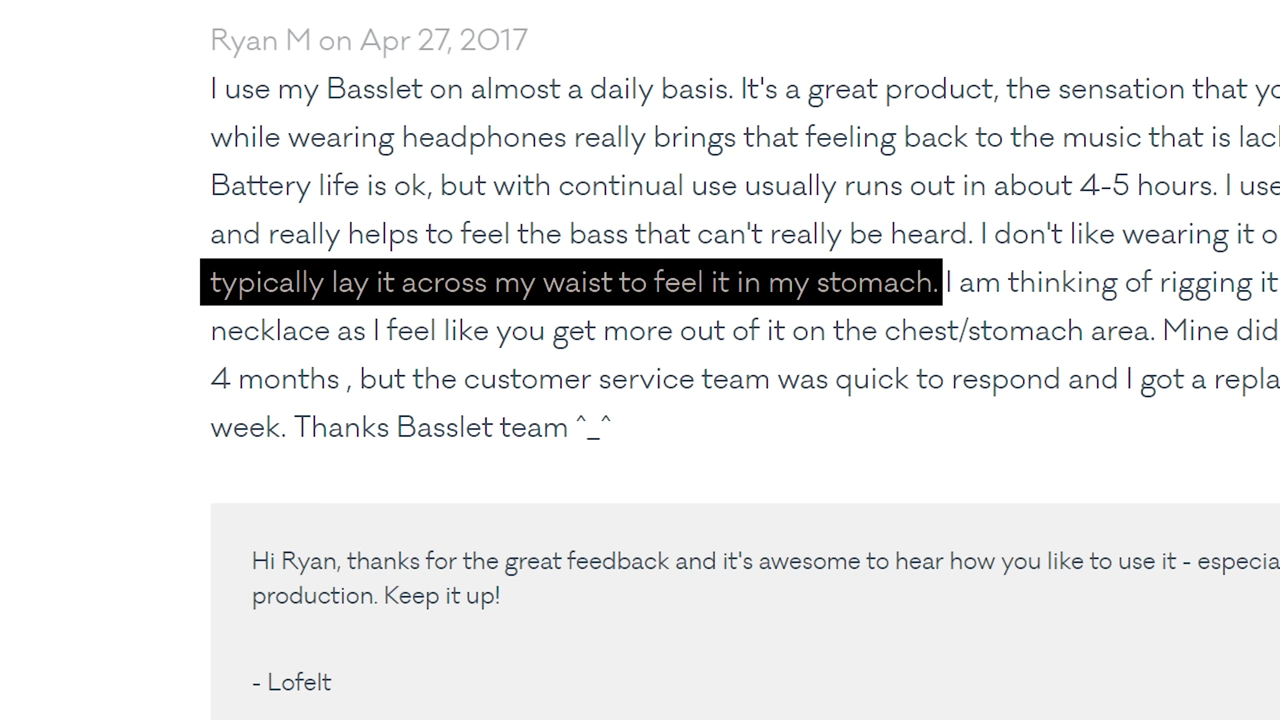 Ryan M on Apr 27, 2017
I use my Basslet on almost a daily basis. It's a great product, the sensation that
while wearing headphones really brings that feeling back to the music that is
Battery life is ok, but with continual use usually runs out in about 4-5 hours. I use
and really helps to feel the bass that can't really be heard. I don't like wearing it
typically lay it across my waist to feel it in my stomach. I am thinking of rigging it
necklace as I feel like you get more out of it on the chest/stomach area. Mine did
4 months , but the customer service team was quick to respond and I got a
week. Thanks Basslet team ^_^
Hi Ryan, thanks for the great feedback and it's awesome to hear how you like to use it -
production. Keep it up!
- Lofelt